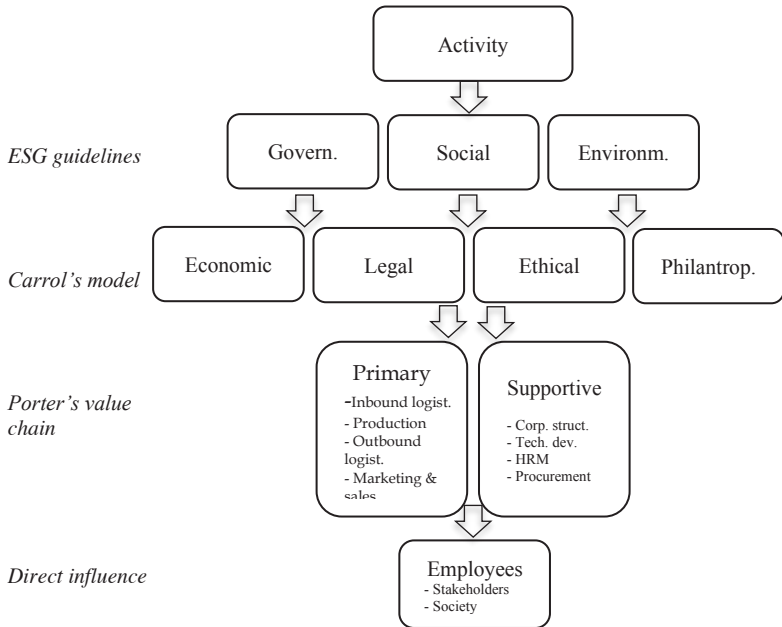 Activity
ESG guidelines
Govern.
Social
Environm.
Carrol’s model
Economic
Legal
Ethical
Philantrop.
Porter’s value
chain
Primary
-Inbound logist.
- Production
- Outbound
logist.
- Marketing &
sales
Supportive
- Corp. struct.
- Tech. dev.
- HRM
- Procurement
Direct influence
Employees
- Stakeholders
- Society